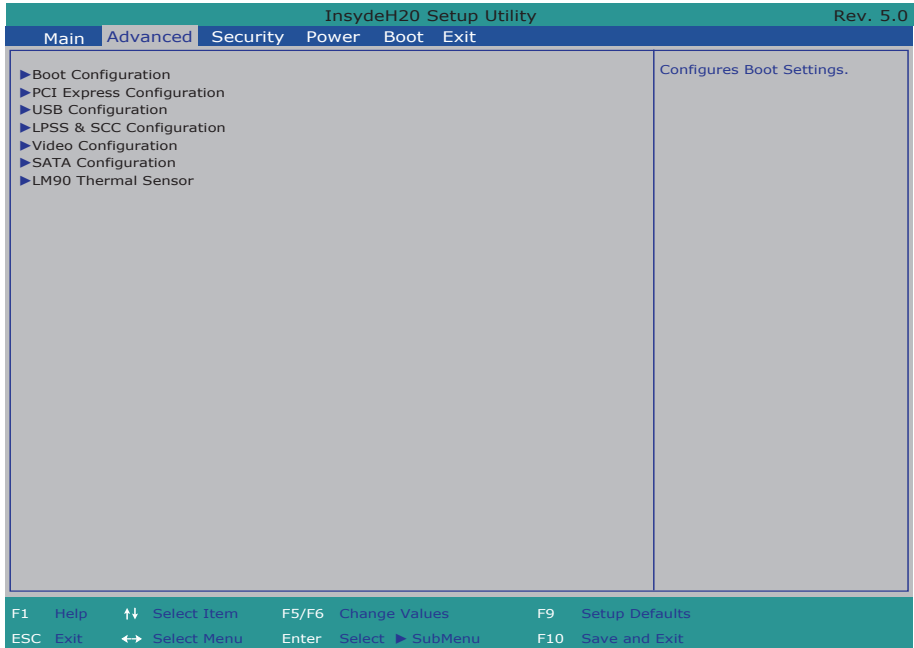 InsydeH20 Setup Utility Rev. 5.0
Main Advanced Security Power Boot Exit
▶Boot Configuration
▶PCI Express Configuration
▶USB Configuration
▶LPSS & SCC Configuration
▶Video Configuration
▶SATA Configuration
▶LM90 Thermal Sensor
Configures Boot Settings.
F1 Help ↑↓ Select Item F5/F6 Change Values F9 Setup Defaults
ESC Exit ↔ Select Menu Enter Select ▶ SubMenu F10 Save and Exit